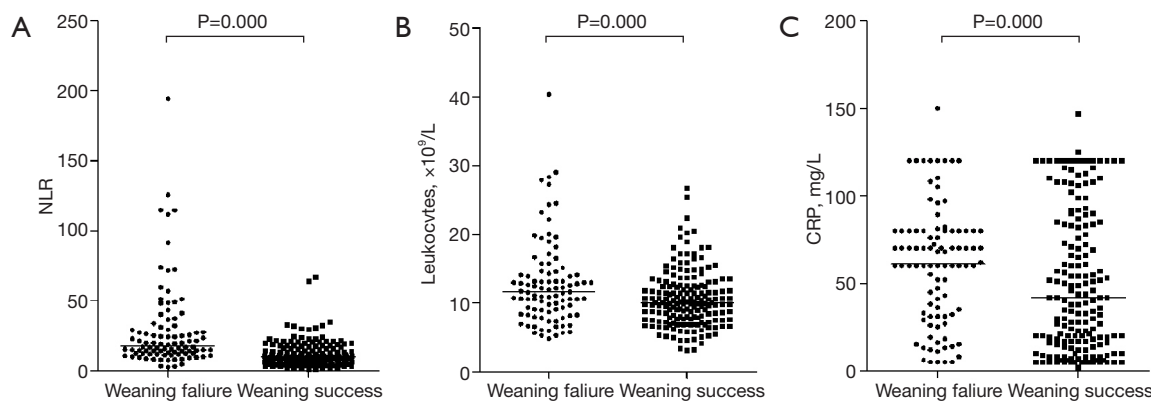 A
P=0.000
250
200
150
100
50
0
NLR
Weaning faliure Weaning success
B
P=0.000
50
40
30
20
10
0
Leukocytes, ×10⁹/L
Weaning faliure Weaning success
C
P=0.000
200
150
100
50
0
CRP, mg/L
Weaning faliure Weaning success